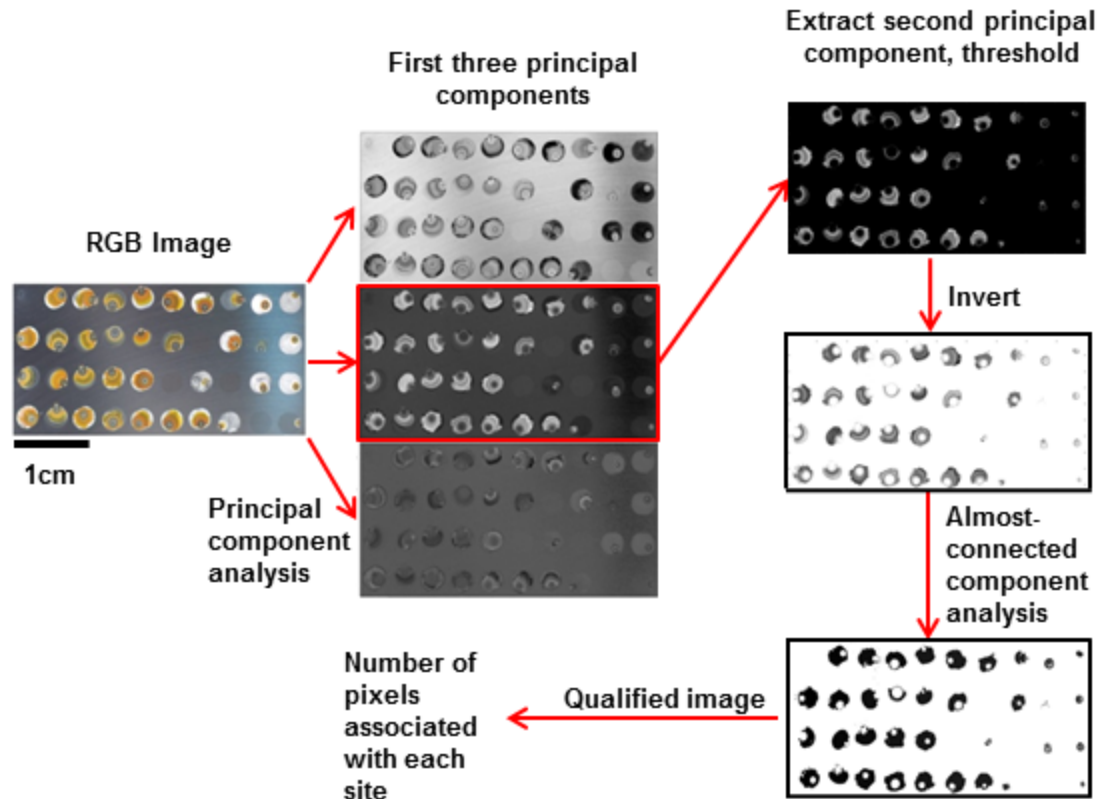 RGB Image
1cm
Principal
component
analysis
First three principal
components
Extract second principal
component, threshold
Invert
Almost-
connected
component
analysis
Qualified image
Number of
pixels
associated
with each
site